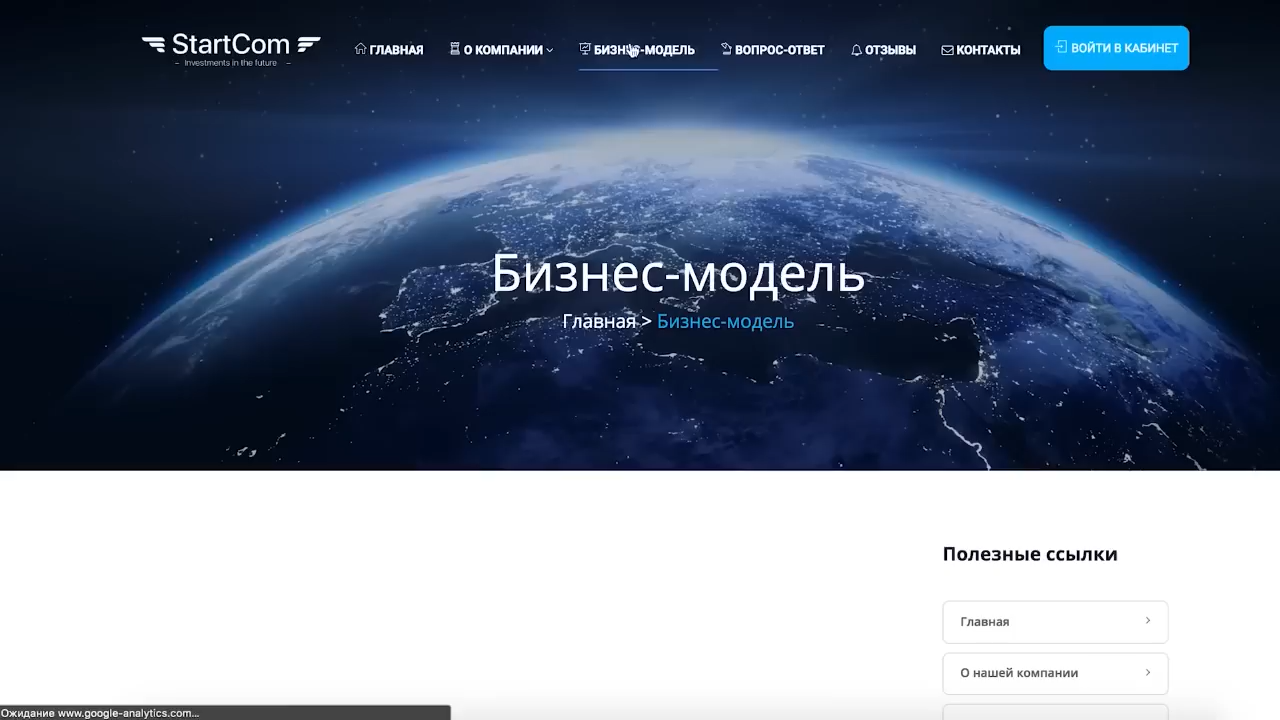 StartCom
– Investments in the future –
ГЛАВНАЯ
О КОМПАНИИ
БИЗНЕС-МОДЕЛЬ
ВОПРОС-ОТВЕТ
ОТЗЫВЫ
КОНТАКТЫ
ВОЙТИ В КАБИНЕТ
Бизнес-модель
Главная > Бизнес-модель
Полезные ссылки
Главная
О нашей компании
Ожидание www.google-analytics.com...